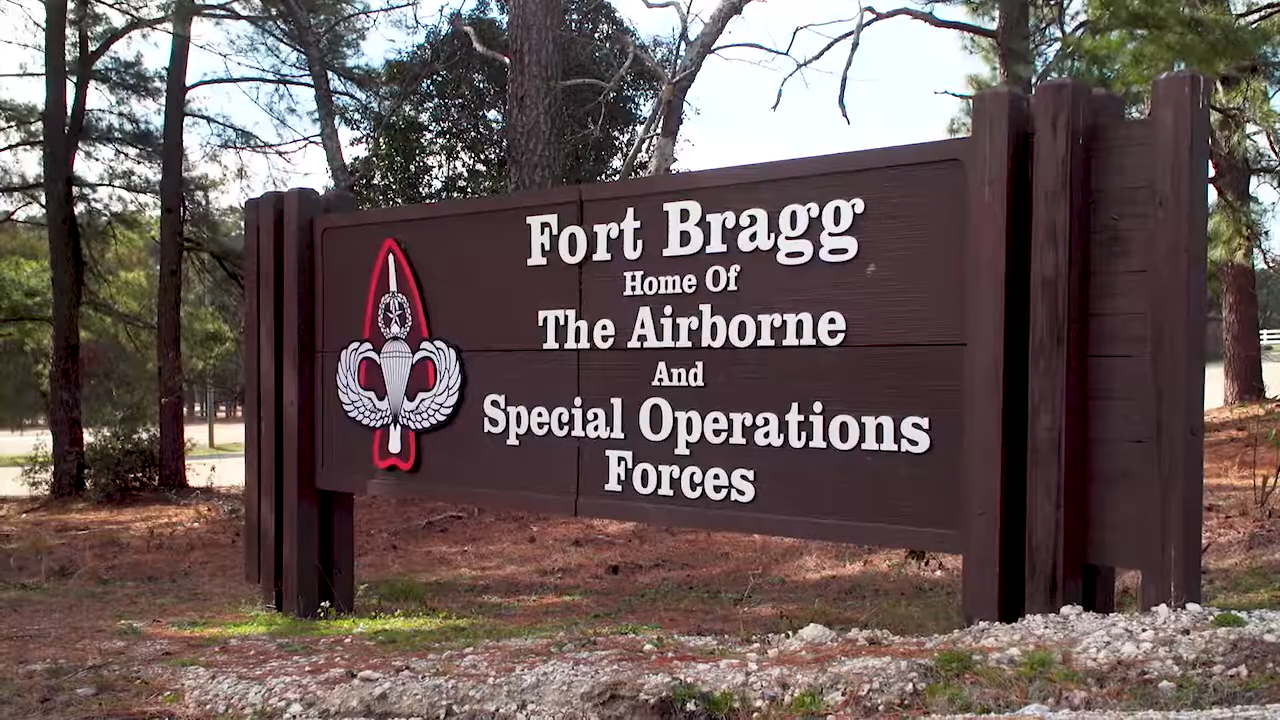 Fort Bragg
Home Of
The Airborne
And
Special Operations
Forces